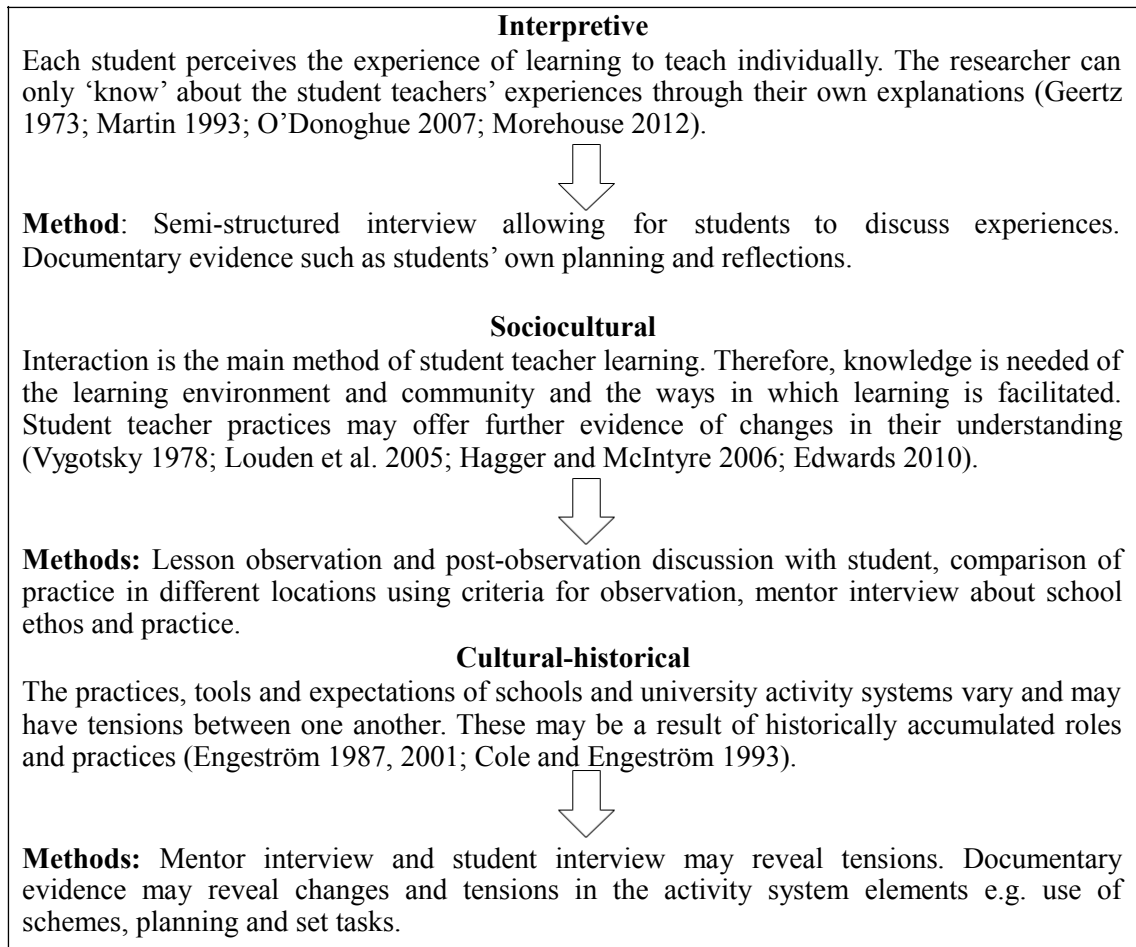 Interpretive
Each student perceives the experience of learning to teach individually. The researcher can
only ‘know’ about the student teachers’ experiences through their own explanations (Geertz
1973; Martin 1993; O’Donoghue 2007; Morehouse 2012).
Method: Semi-structured interview allowing for students to discuss experiences.
Documentary evidence such as students’ own planning and reflections.
Sociocultural
Interaction is the main method of student teacher learning. Therefore, knowledge is needed of
the learning environment and community and the ways in which learning is facilitated.
Student teacher practices may offer further evidence of changes in their understanding
(Vygotsky 1978; Louden et al. 2005; Hagger and McIntyre 2006; Edwards 2010).
Methods: Lesson observation and post-observation discussion with student, comparison of
practice in different locations using criteria for observation, mentor interview about school
ethos and practice.
Cultural-historical
The practices, tools and expectations of schools and university activity systems vary and may
have tensions between one another. These may be a result of historically accumulated roles
and practices (Engeström 1987, 2001; Cole and Engeström 1993).
Methods: Mentor interview and student interview may reveal tensions. Documentary
evidence may reveal changes and tensions in the activity system elements e.g. use of
schemes, planning and set tasks.